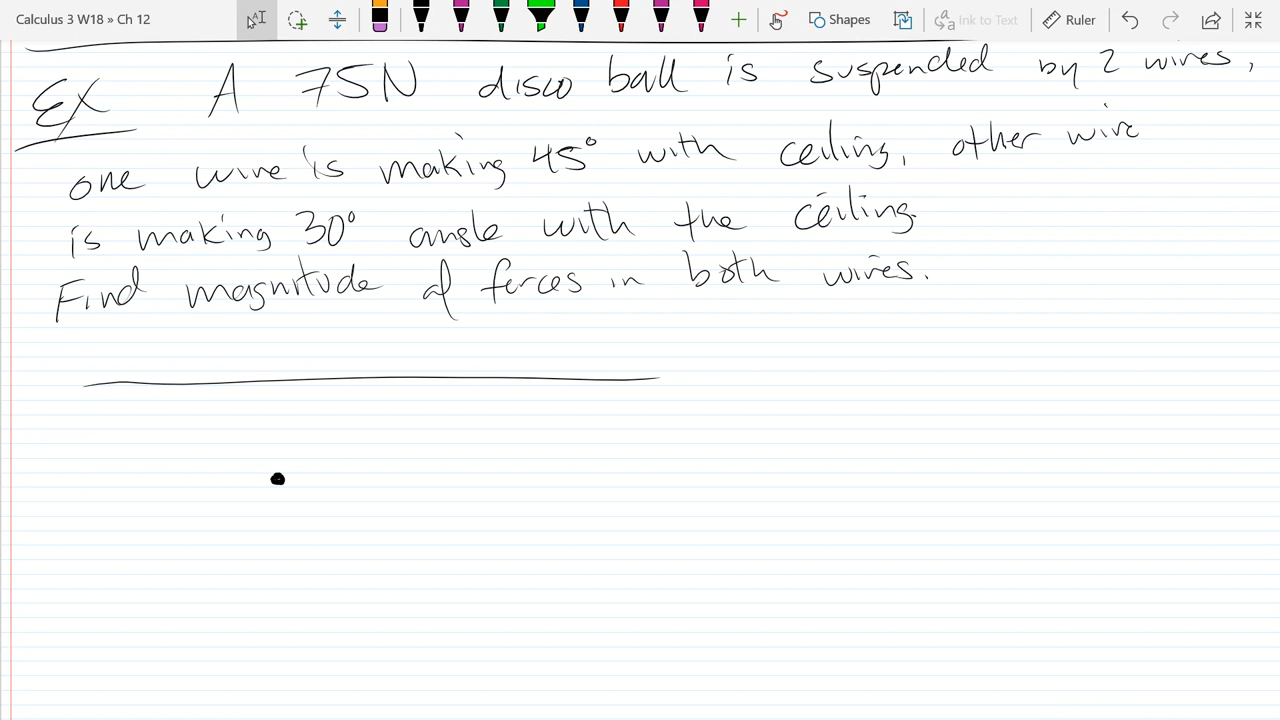 Calculus 3 W18 » Ch 12
Shapes
Ink to Text
Ruler
Ex A 75N disco ball is suspended by 2 wires,
one wire is making 45° with ceiling, other wire
is making 30° angle with the ceiling.
Find magnitude of forces in both wires.